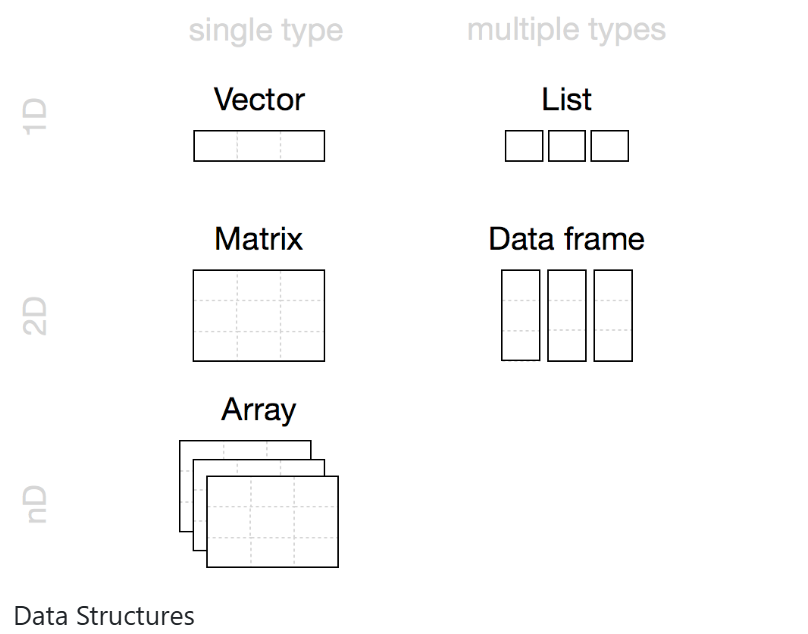 single type
multiple types
1D
Vector
List
2D
Matrix
Data frame
nD
Array
Data Structures